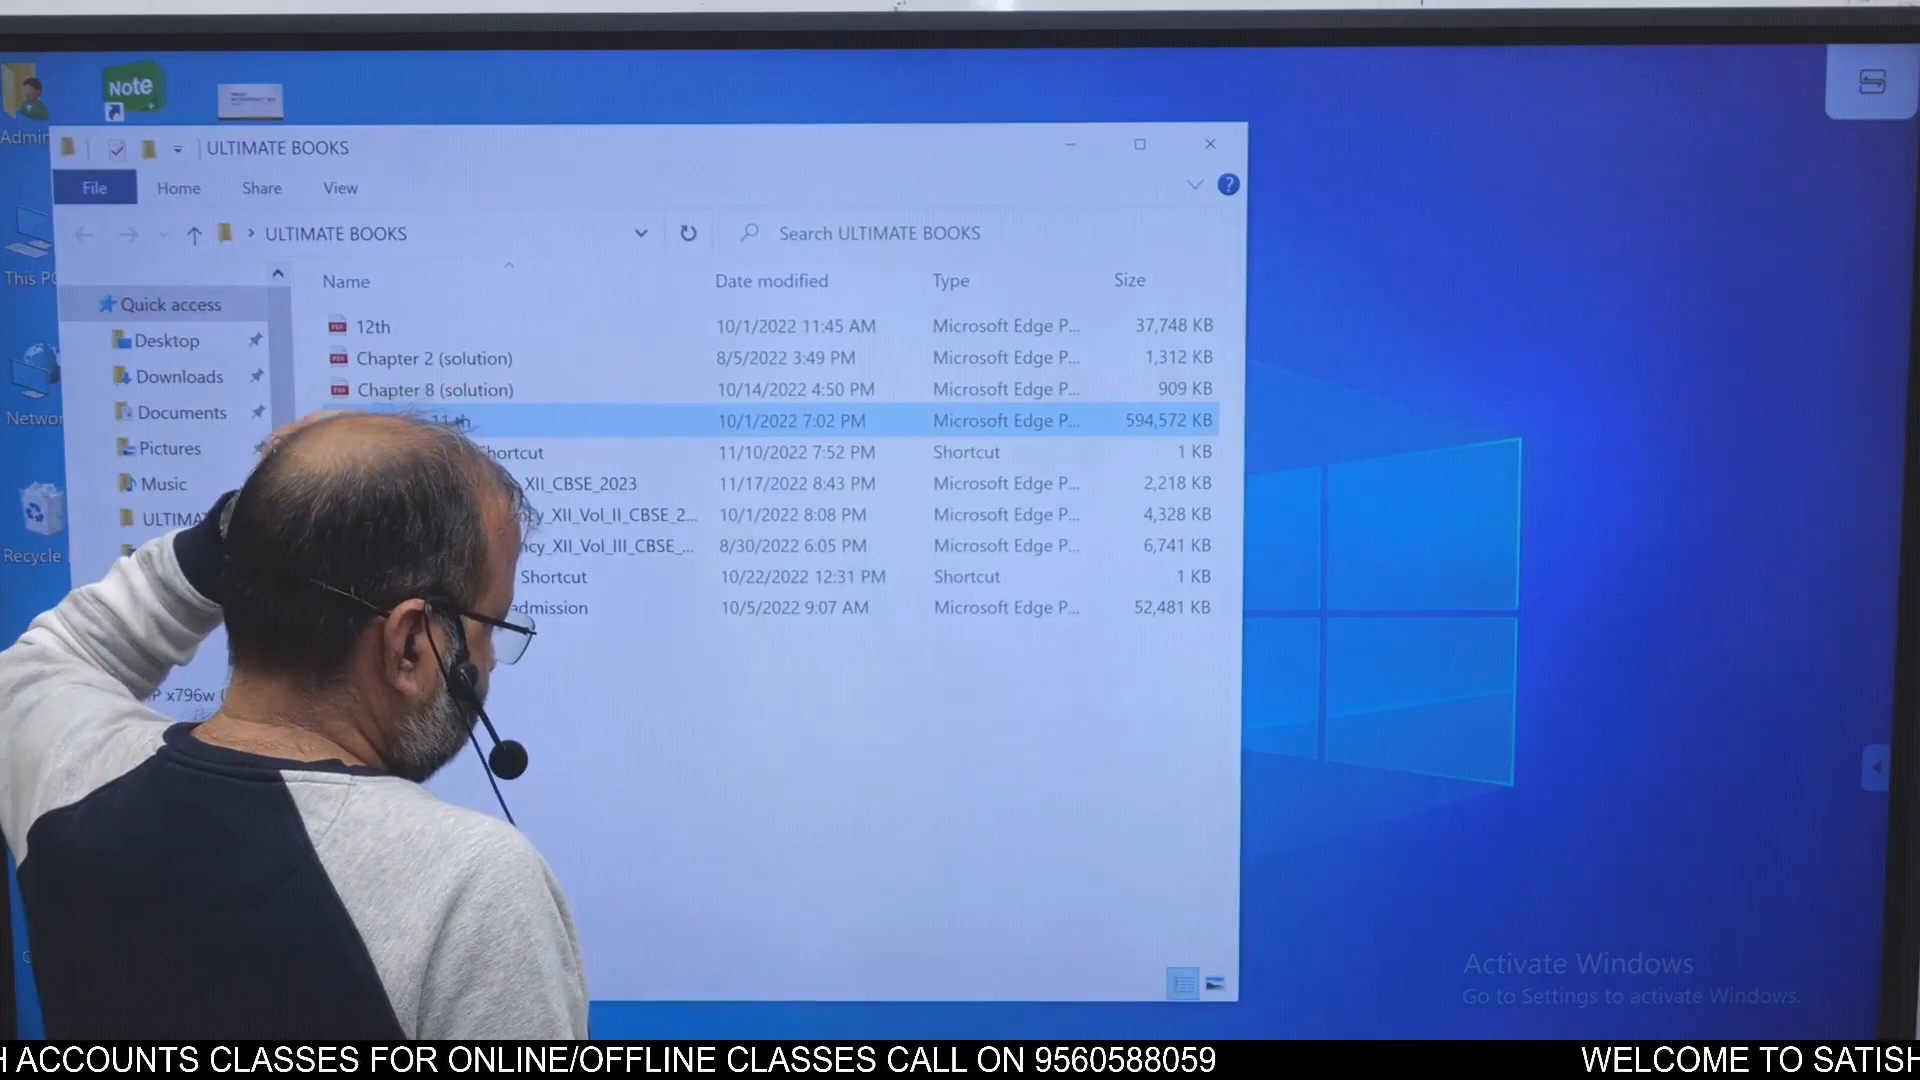 Note
Admin
ULTIMATE BOOKS
File Home Share View
ULTIMATE BOOKS
Search ULTIMATE BOOKS
This PC
Name Date modified Type Size
Quick access
12th 10/1/2022 11:45 AM Microsoft Edge P... 37,748 KB
Desktop
Chapter 2 (solution) 8/5/2022 3:49 PM Microsoft Edge P... 1,312 KB
Downloads
Chapter 8 (solution) 10/14/2022 4:50 PM Microsoft Edge P... 909 KB
Documents
11th 10/1/2022 7:02 PM Microsoft Edge P... 594,572 KB
Networ
Pictures
Shortcut 11/10/2022 7:52 PM Shortcut 1 KB
Music
XII_CBSE_2023 11/17/2022 8:43 PM Microsoft Edge P... 2,218 KB
ULTIMA
cy_XII_Vol_II_CBSE_2... 10/1/2022 8:08 PM Microsoft Edge P... 4,328 KB
Recycle
ncy_XII_Vol_III_CBSE_... 8/30/2022 6:05 PM Microsoft Edge P... 6,741 KB
Shortcut 10/22/2022 12:31 PM Shortcut 1 KB
admission 10/5/2022 9:07 AM Microsoft Edge P... 52,481 KB
P x796w (
Activate Windows
Go to Settings to activate Windows.
H ACCOUNTS CLASSES FOR ONLINE/OFFLINE CLASSES CALL ON 9560588059 WELCOME TO SATISH